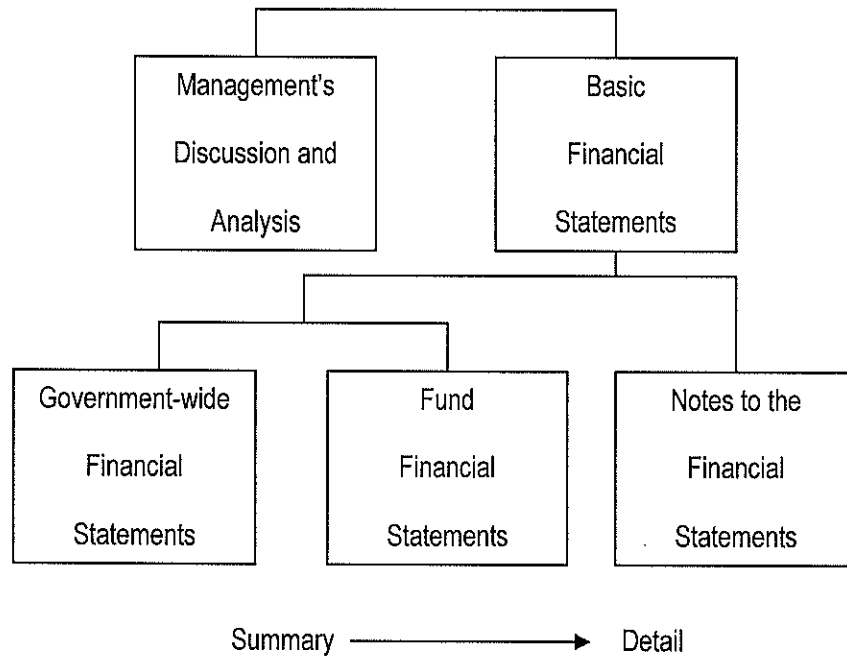 Management's
Discussion and
Analysis
Basic
Financial
Statements
Government-wide
Financial
Statements
Fund
Financial
Statements
Notes to the
Financial
Statements
Summary Detail